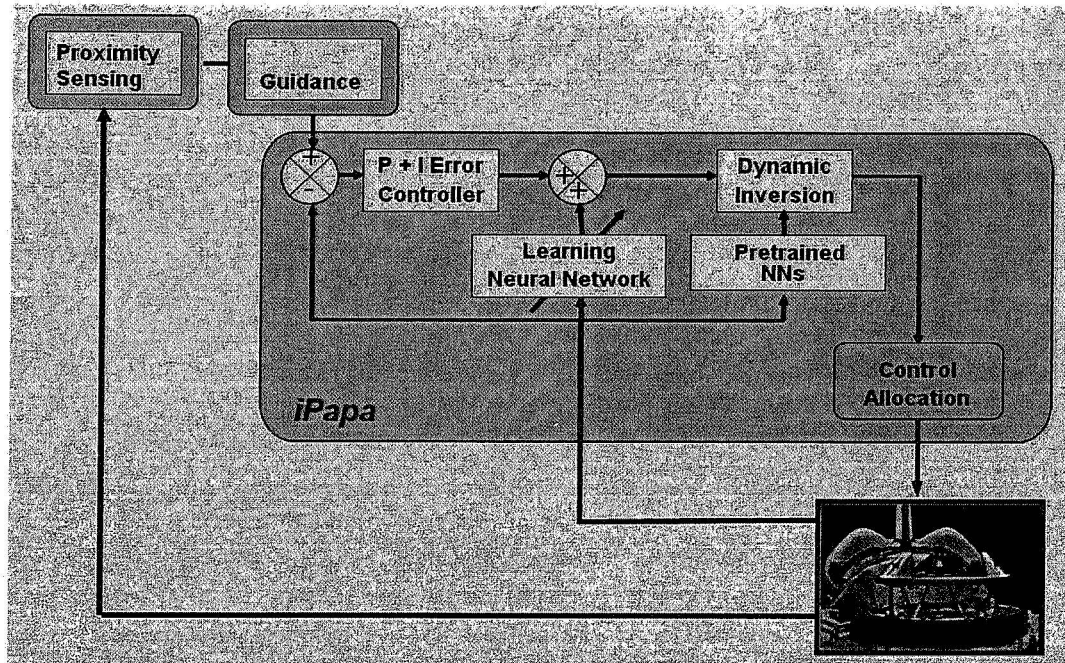 Proximity
Sensing
Guidance
+
-
P + I Error
Controller
+
+
Dynamic
Inversion
Learning
Neural Network
Pretrained
NNs
Control
Allocation
iPapa